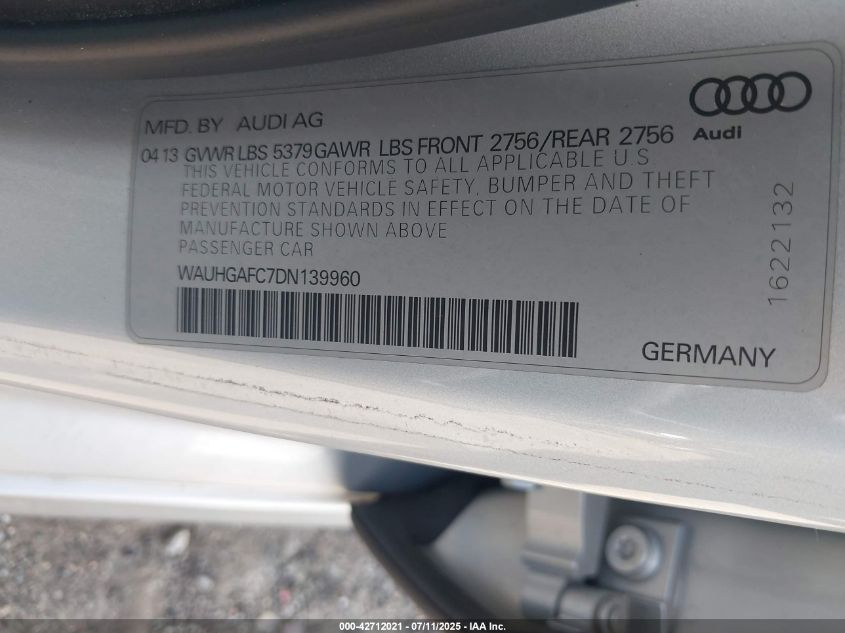 MFD. BY AUDI AG
Audi
04 13 GVWR LBS 5379 GAWR LBS FRONT 2756/REAR 2756
THIS VEHICLE CONFORMS TO ALL APPLICABLE U.S
FEDERAL MOTOR VEHICLE SAFETY, BUMPER AND THEFT
PREVENTION STANDARDS IN EFFECT ON THE DATE OF
MANUFACTURE SHOWN ABOVE
PASSENGER CAR
WAUHGAFC7DN139960
1622132
GERMANY
000-42712021 - 07/11/2025 - IAA Inc.